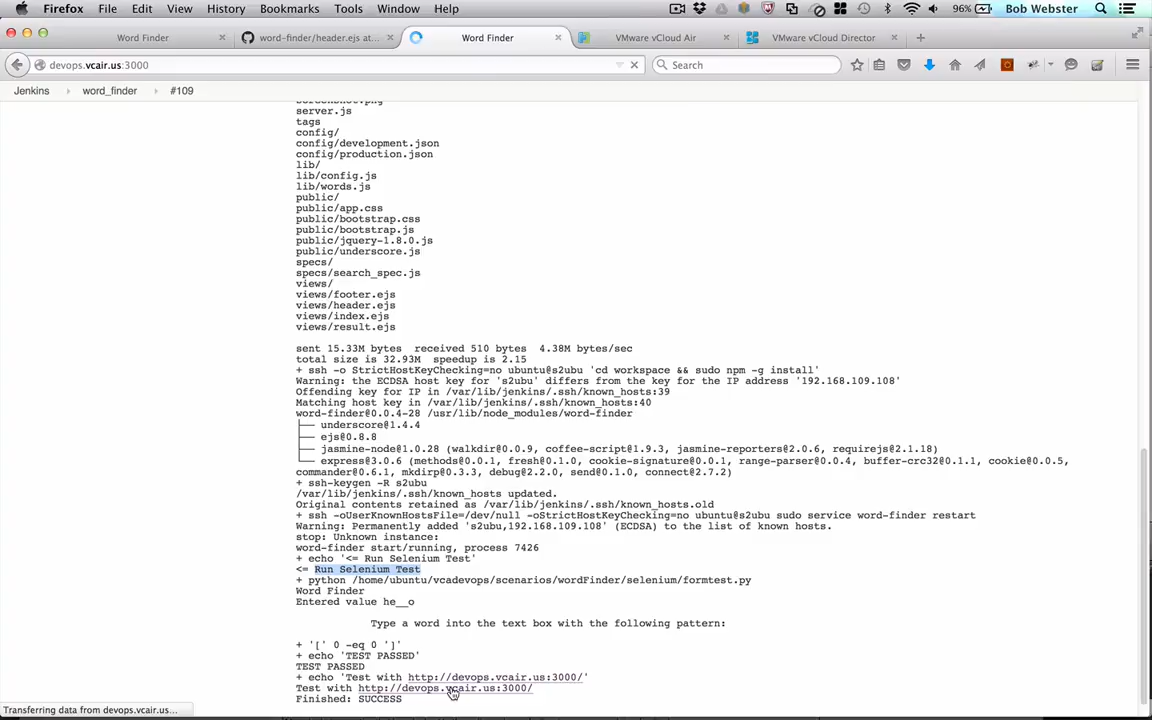 Firefox File Edit View History Bookmarks Tools Window Help 96% Bob Webster
Word Finder × word-finder/header.ejs at... × Word Finder × VMware vCloud Air × VMware vCloud Director × +
devops.vcair.us:3000 Search
Jenkins word_finder #109
screenshot.png
server.js
tags
config/
config/development.json
config/production.json
lib/
lib/config.js
lib/words.js
public/
public/app.css
public/bootstrap.css
public/bootstrap.js
public/jquery-1.8.0.js
public/underscore.js
specs/
specs/search_spec.js
views/
views/footer.ejs
views/header.ejs
views/index.ejs
views/result.ejs
sent 15.33M bytes  received 510 bytes  4.38M bytes/sec
total size is 32.93M  speedup is 2.15
+ ssh -o StrictHostKeyChecking=no ubuntu@s2ubu 'cd workspace && sudo npm -g install'
Warning: the ECDSA host key for 's2ubu' differs from the key for the IP address '192.168.109.108'
Offending key for IP in /var/lib/jenkins/.ssh/known_hosts:39
Matching host key in /var/lib/jenkins/.ssh/known_hosts:40
word-finder@0.0.4-28 /usr/lib/node_modules/word-finder
├── underscore@1.4.4
├── ejs@0.8.8
├── jasmine-node@1.0.28 (walkdir@0.0.9, coffee-script@1.9.3, jasmine-reporters@2.0.6, requirejs@2.1.18)
└── express@3.0.6 (methods@0.0.1, fresh@0.1.0, cookie-signature@0.0.1, range-parser@0.0.4, buffer-crc32@0.1.1, cookie@0.0.5,
commander@0.6.1, mkdirp@0.3.3, debug@2.2.0, send@0.1.0, connect@2.7.2)
+ ssh-keygen -R s2ubu
/var/lib/jenkins/.ssh/known_hosts updated.
Original contents retained as /var/lib/jenkins/.ssh/known_hosts.old
+ ssh -oUserKnownHostsFile=/dev/null -oStrictHostKeyChecking=no ubuntu@s2ubu sudo service word-finder restart
Warning: Permanently added 's2ubu,192.168.109.108' (ECDSA) to the list of known hosts.
stop: Unknown instance:
word-finder start/running, process 7426
+ echo '<= Run Selenium Test'
<= Run Selenium Test
+ python /home/ubuntu/vcadevops/scenarios/wordFinder/selenium/formtest.py
Word Finder
Entered value he__o
Type a word into the text box with the following pattern:
+ '[' 0 -eq 0 ']'
+ echo 'TEST PASSED'
TEST PASSED
+ echo 'Test with http://devops.vcair.us:3000/'
Test with http://devops.vcair.us:3000/
Finished: SUCCESS
Transferring data from devops.vcair.us...